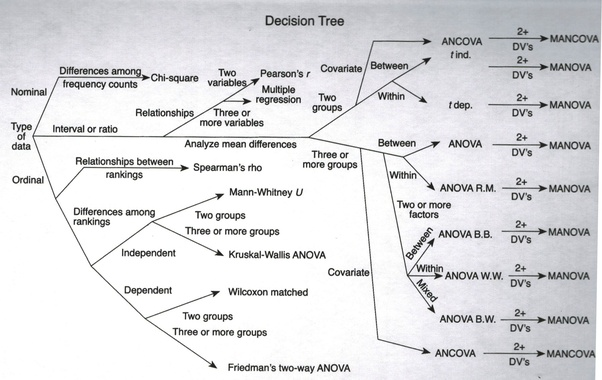 Decision Tree
Nominal
Differences among
frequency counts
Chi-square
Type
of
data
Interval or ratio
Relationships
Two
variables
Pearson's r
Multiple
regression
Three or
more variables
Analyze mean differences
Two
groups
Covariate
ANCOVA
2+
DV's
MANCOVA
Between
t ind.
2+
DV's
MANOVA
Within
t dep.
2+
DV's
MANOVA
Three or
more groups
Between
ANOVA
2+
DV's
MANOVA
Within
ANOVA R.M.
2+
DV's
MANOVA
Two or more
factors
Between
ANOVA B.B.
2+
DV's
MANOVA
Within
ANOVA W.W.
2+
DV's
MANOVA
Mixed
ANOVA B.W.
2+
DV's
MANOVA
Covariate
ANCOVA
2+
DV's
MANCOVA
Ordinal
Relationships between
rankings
Spearman's rho
Differences among
rankings
Independent
Mann-Whitney U
Two groups
Three or more groups
Kruskal-Wallis ANOVA
Dependent
Wilcoxon matched
Two groups
Three or more groups
Friedman's two-way ANOVA